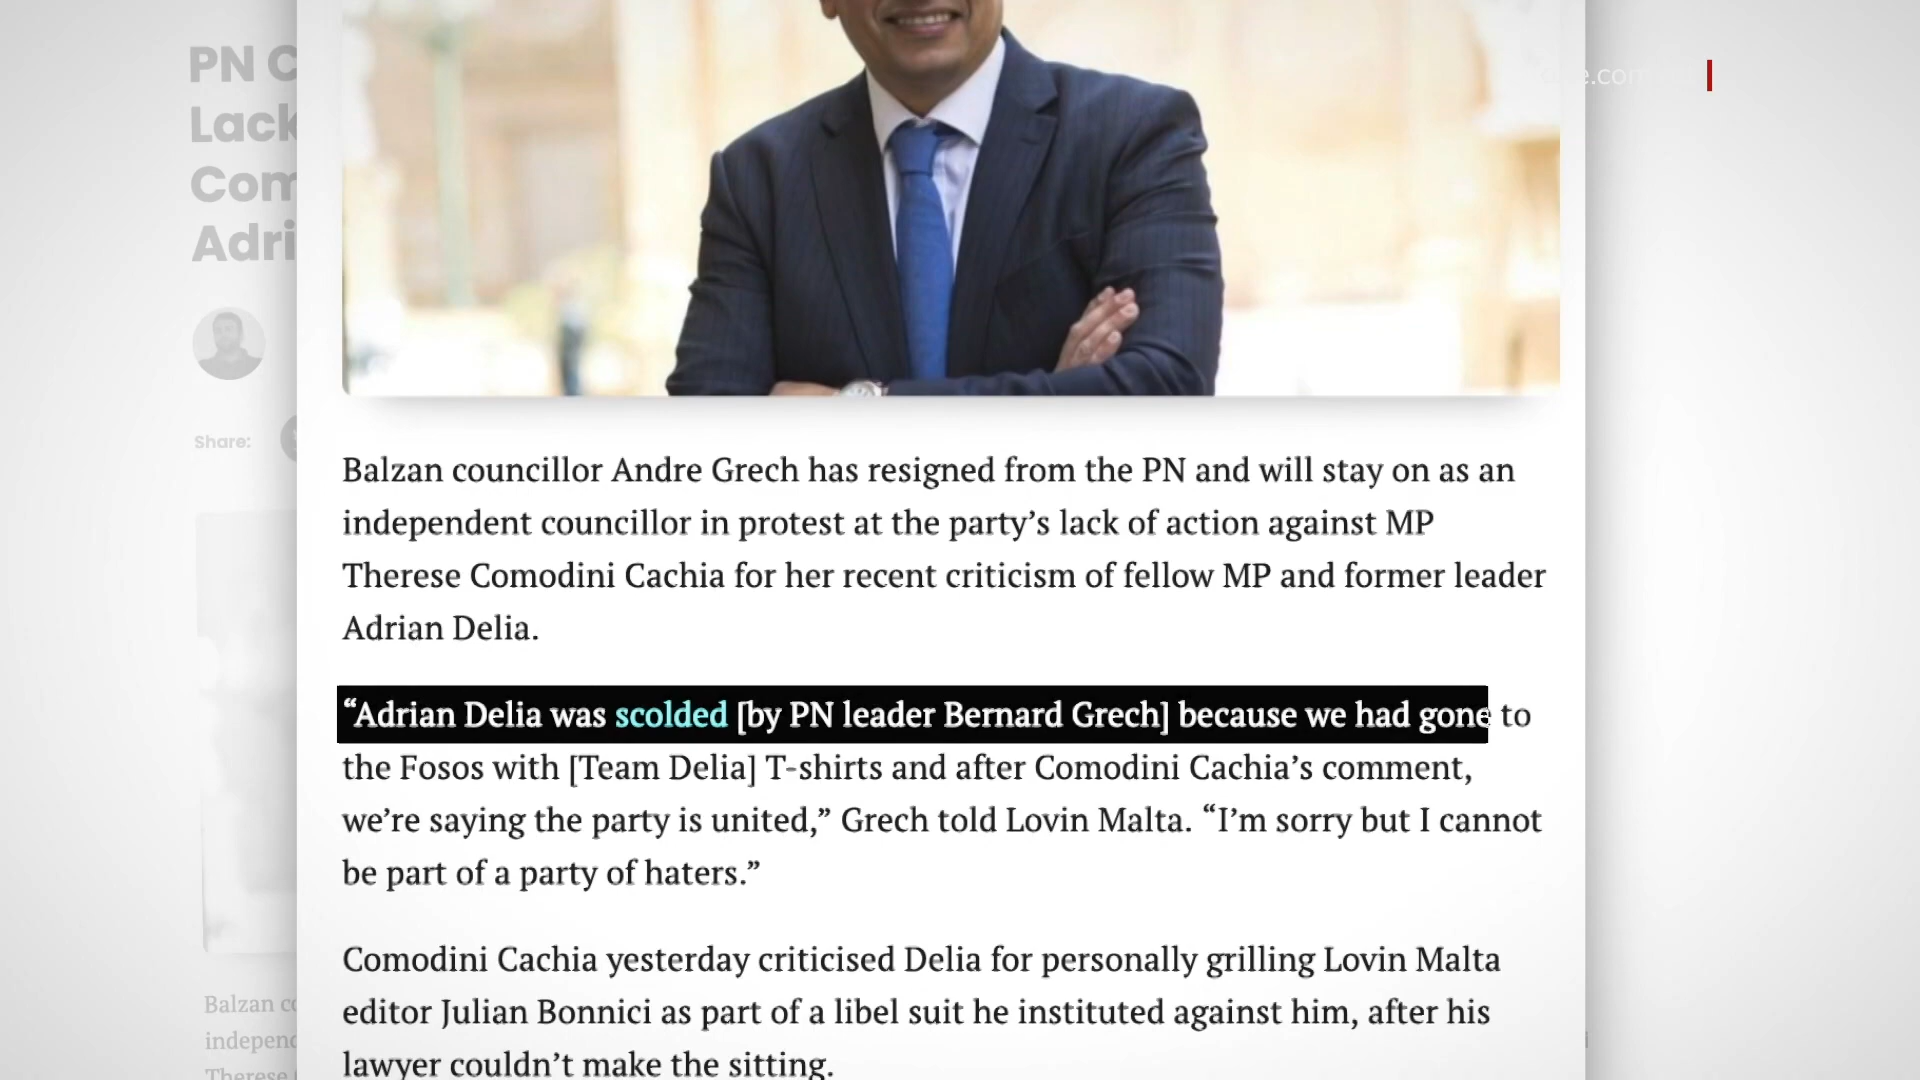 PN C
Lack
Com
Adri
Share:
Balzan councillor Andre Grech has resigned from the PN and will stay on as an
independent councillor in protest at the party’s lack of action against MP
Therese Comodini Cachia for her recent criticism of fellow MP and former leader
Adrian Delia.
“Adrian Delia was scolded [by PN leader Bernard Grech] because we had gone to
the Fosos with [Team Delia] T-shirts and after Comodini Cachia’s comment,
we’re saying the party is united,” Grech told Lovin Malta. “I’m sorry but I cannot
be part of a party of haters.”
Comodini Cachia yesterday criticised Delia for personally grilling Lovin Malta
editor Julian Bonnici as part of a libel suit he instituted against him, after his
lawyer couldn’t make the sitting.
Balzan co
independ
Therese